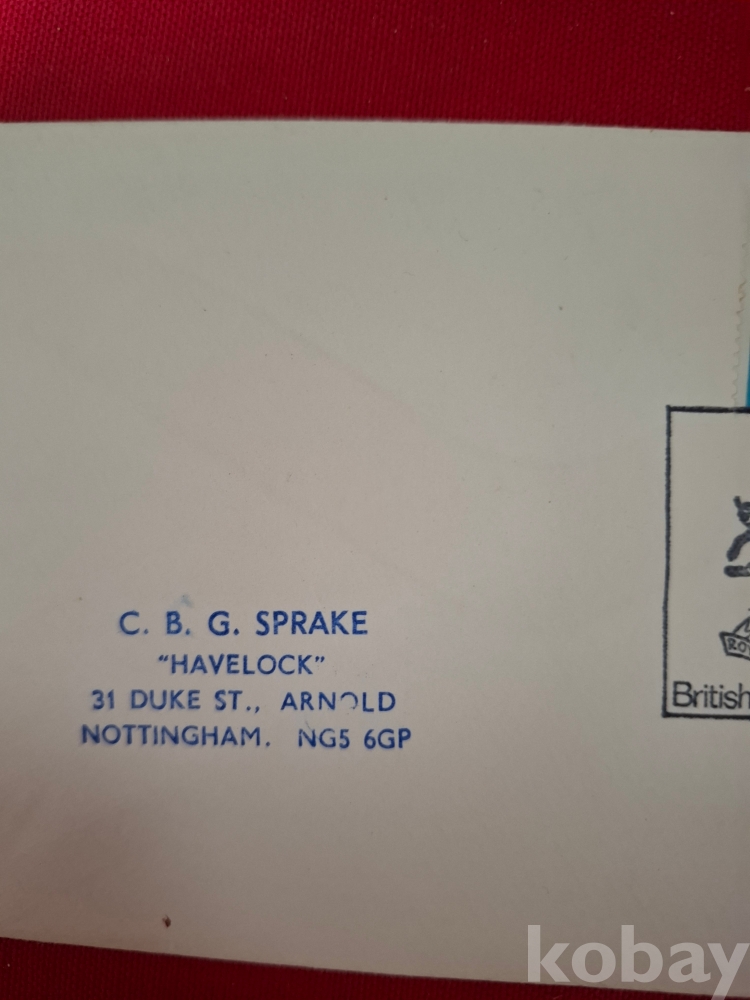 C. B. G. SPRAKE
"HAVELOCK"
31 DUKE ST., ARNOLD
NOTTINGHAM. NG5 6GP
British
kobay